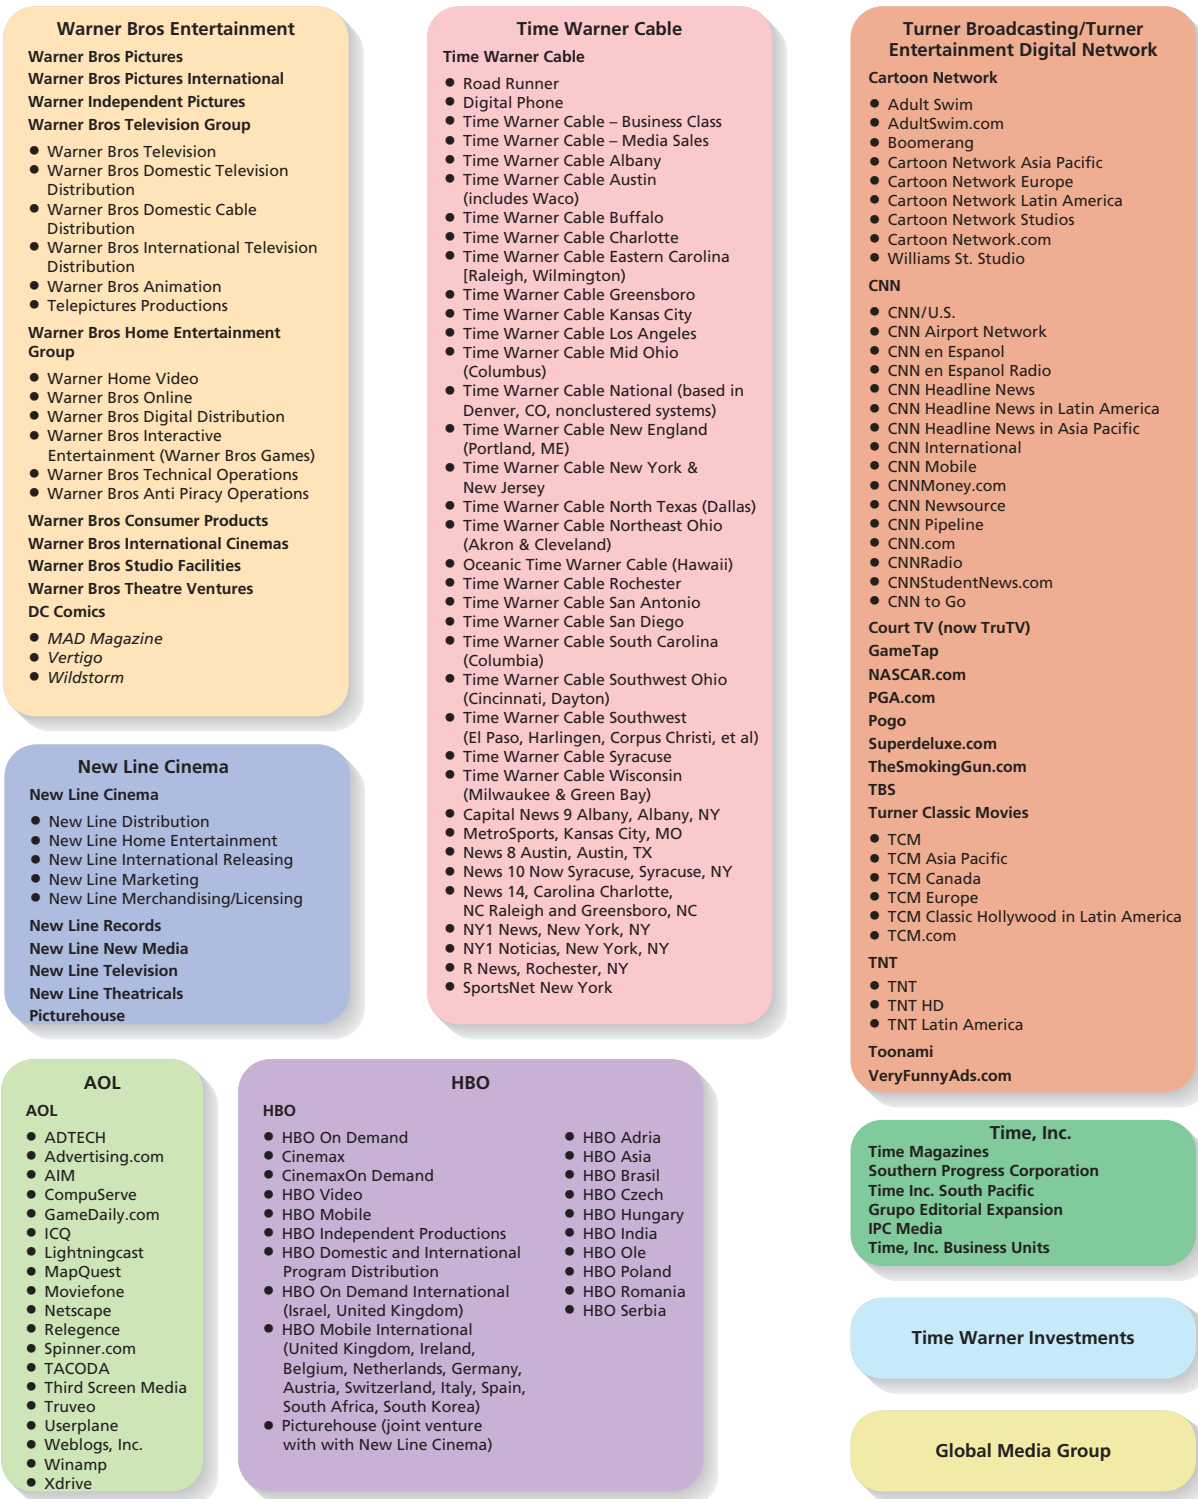 Warner Bros Entertainment
Warner Bros Pictures
Warner Bros Pictures International
Warner Independent Pictures
Warner Bros Television Group
● Warner Bros Television
● Warner Bros Domestic Television
Distribution
● Warner Bros Domestic Cable
Distribution
● Warner Bros International Television
Distribution
● Warner Bros Animation
● Telepictures Productions
Warner Bros Home Entertainment
Group
● Warner Home Video
● Warner Bros Online
● Warner Bros Digital Distribution
● Warner Bros Interactive
Entertainment (Warner Bros Games)
● Warner Bros Technical Operations
● Warner Bros Anti Piracy Operations
Warner Bros Consumer Products
Warner Bros International Cinemas
Warner Bros Studio Facilities
Warner Bros Theatre Ventures
DC Comics
● MAD Magazine
● Vertigo
● Wildstorm
New Line Cinema
New Line Cinema
● New Line Distribution
● New Line Home Entertainment
● New Line International Releasing
● New Line Marketing
● New Line Merchandising/Licensing
New Line Records
New Line New Media
New Line Television
New Line Theatricals
Picturehouse
Time Warner Cable
Time Warner Cable
● Road Runner
● Digital Phone
● Time Warner Cable – Business Class
● Time Warner Cable – Media Sales
● Time Warner Cable Albany
● Time Warner Cable Austin
(includes Waco)
● Time Warner Cable Buffalo
● Time Warner Cable Charlotte
● Time Warner Cable Eastern Carolina
[Raleigh, Wilmington)
● Time Warner Cable Greensboro
● Time Warner Cable Kansas City
● Time Warner Cable Los Angeles
● Time Warner Cable Mid Ohio
(Columbus)
● Time Warner Cable National (based in
Denver, CO, nonclustered systems)
● Time Warner Cable New England
(Portland, ME)
● Time Warner Cable New York &
New Jersey
● Time Warner Cable North Texas (Dallas)
● Time Warner Cable Northeast Ohio
(Akron & Cleveland)
● Oceanic Time Warner Cable (Hawaii)
● Time Warner Cable Rochester
● Time Warner Cable San Antonio
● Time Warner Cable San Diego
● Time Warner Cable South Carolina
(Columbia)
● Time Warner Cable Southwest Ohio
(Cincinnati, Dayton)
● Time Warner Cable Southwest
(El Paso, Harlingen, Corpus Christi, et al)
● Time Warner Cable Syracuse
● Time Warner Cable Wisconsin
(Milwaukee & Green Bay)
● Capital News 9 Albany, Albany, NY
● MetroSports, Kansas City, MO
● News 8 Austin, Austin, TX
● News 10 Now Syracuse, Syracuse, NY
● News 14, Carolina Charlotte,
NC Raleigh and Greensboro, NC
● NY1 News, New York, NY
● NY1 Noticias, New York, NY
● R News, Rochester, NY
● SportsNet New York
Turner Broadcasting/Turner
Entertainment Digital Network
Cartoon Network
● Adult Swim
● AdultSwim.com
● Boomerang
● Cartoon Network Asia Pacific
● Cartoon Network Europe
● Cartoon Network Latin America
● Cartoon Network Studios
● Cartoon Network.com
● Williams St. Studio
CNN
● CNN/U.S.
● CNN Airport Network
● CNN en Espanol
● CNN en Espanol Radio
● CNN Headline News
● CNN Headline News in Latin America
● CNN Headline News in Asia Pacific
● CNN International
● CNN Mobile
● CNNMoney.com
● CNN Newsource
● CNN Pipeline
● CNN.com
● CNNRadio
● CNNStudentNews.com
● CNN to Go
Court TV (now TruTV)
GameTap
NASCAR.com
PGA.com
Pogo
Superdeluxe.com
TheSmokingGun.com
TBS
Turner Classic Movies
● TCM
● TCM Asia Pacific
● TCM Canada
● TCM Europe
● TCM Classic Hollywood in Latin America
● TCM.com
TNT
● TNT
● TNT HD
● TNT Latin America
Toonami
VeryFunnyAds.com
AOL
AOL
● ADTECH
● Advertising.com
● AIM
● CompuServe
● GameDaily.com
● ICQ
● Lightningcast
● MapQuest
● Moviefone
● Netscape
● Relegence
● Spinner.com
● TACODA
● Third Screen Media
● Truveo
● Userplane
● Weblogs, Inc.
● Winamp
● Xdrive
HBO
HBO
● HBO On Demand
● Cinemax
● CinemaxOn Demand
● HBO Video
● HBO Mobile
● HBO Independent Productions
● HBO Domestic and International
Program Distribution
● HBO On Demand International
(Israel, United Kingdom)
● HBO Mobile International
(United Kingdom, Ireland,
Belgium, Netherlands, Germany,
Austria, Switzerland, Italy, Spain,
South Africa, South Korea)
● Picturehouse (joint venture
with with New Line Cinema)
● HBO Adria
● HBO Asia
● HBO Brasil
● HBO Czech
● HBO Hungary
● HBO India
● HBO Ole
● HBO Poland
● HBO Romania
● HBO Serbia
Time, Inc.
Time Magazines
Southern Progress Corporation
Time Inc. South Pacific
Grupo Editorial Expansion
IPC Media
Time, Inc. Business Units
Time Warner Investments
Global Media Group